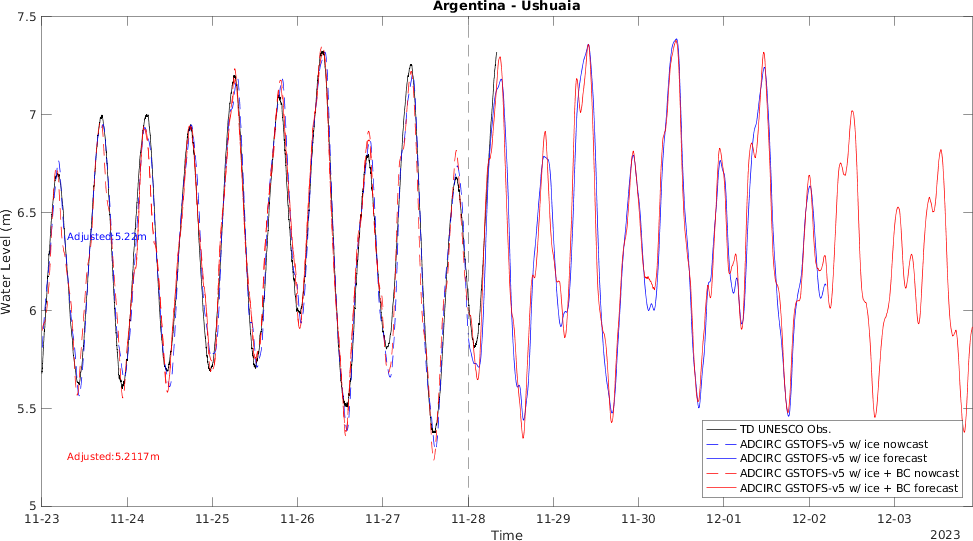 Argentina - Ushuaia
7.5
7
6.5
6
5.5
5
Water Level (m)
Adjusted:5.22m
Adjusted:5.2117m
TD UNESCO Obs.
ADCIRC GSTOFS-v5 w/ ice nowcast
ADCIRC GSTOFS-v5 w/ ice forecast
ADCIRC GSTOFS-v5 w/ ice + BC nowcast
ADCIRC GSTOFS-v5 w/ ice + BC forecast
11-23 11-24 11-25 11-26 11-27 11-28 11-29 11-30 12-01 12-02 12-03
Time
2023